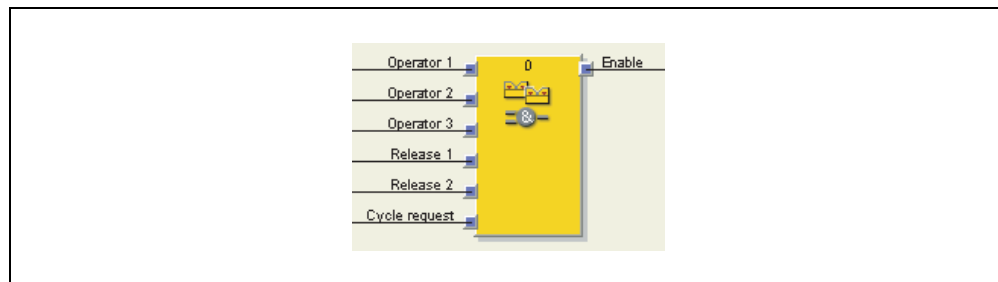 Operator 1
0
Enable
Operator 2
&
Operator 3
Release 1
Release 2
Cycle request